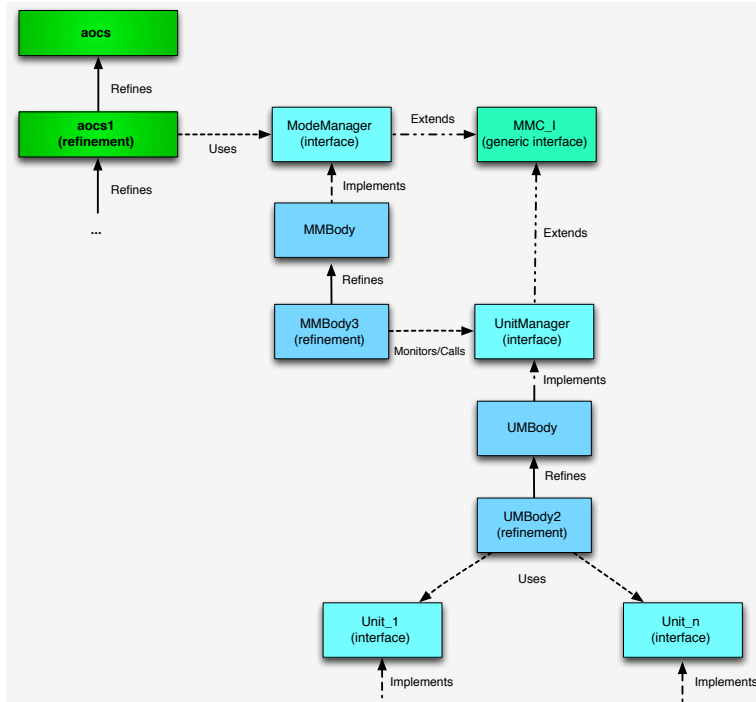 aocs
Refines
aocs1
(refinement)
Uses
ModeManager
(interface)
Extends
MMC_I
(generic interface)
Refines
...
Implements
MMBody
Extends
Refines
MMBody3
(refinement)
Monitors/Calls
UnitManager
(interface)
Implements
UMBody
Refines
UMBody2
(refinement)
Uses
Unit_1
(interface)
Unit_n
(interface)
Implements
Implements